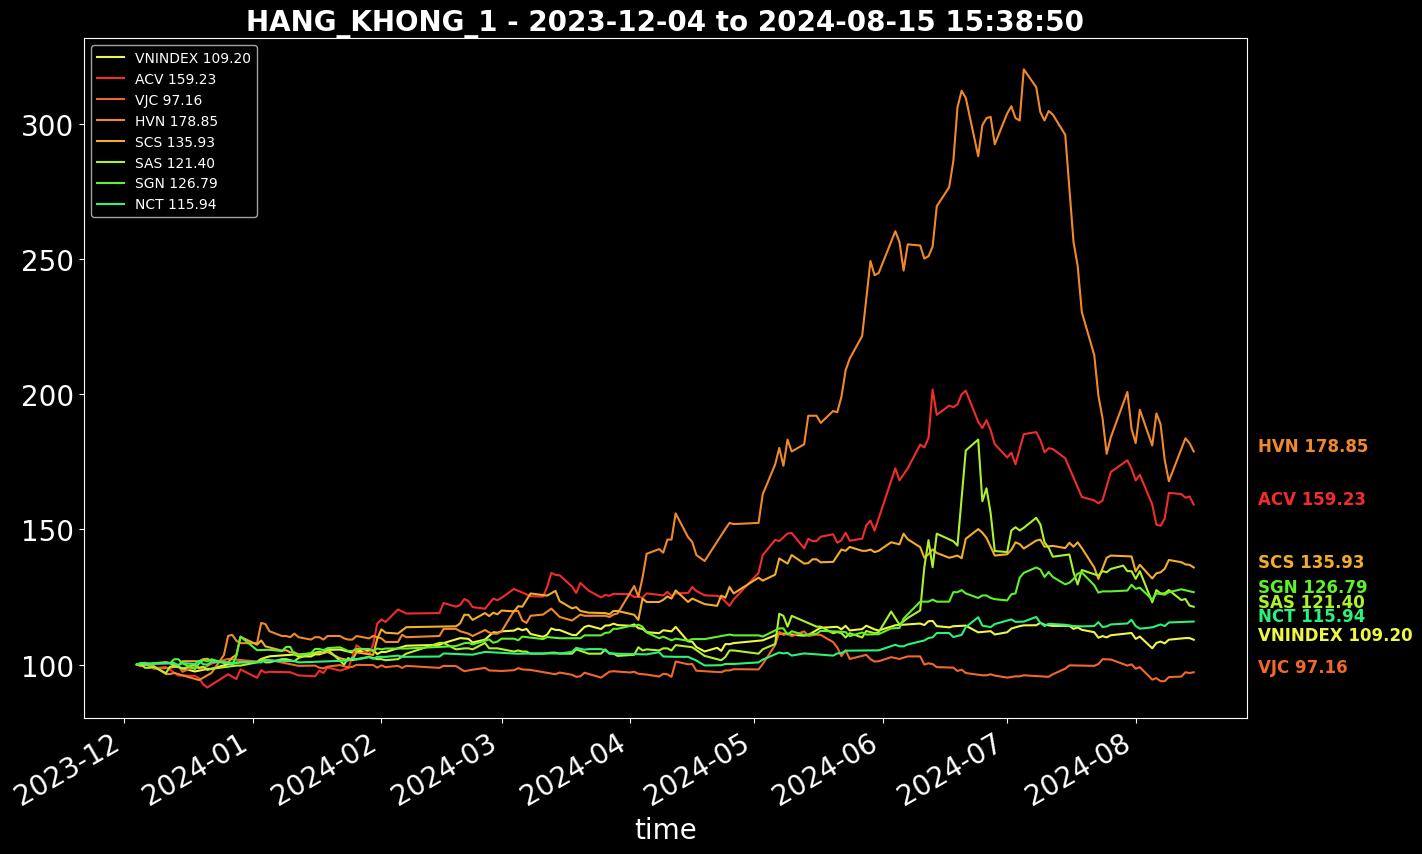 HANG_KHONG_1 - 2023-12-04 to 2024-08-15 15:38:50
VNINDEX 109.20
ACV 159.23
VJC 97.16
HVN 178.85
SCS 135.93
SAS 121.40
SGN 126.79
NCT 115.94
300
250
200
150
100
HVN 178.85
ACV 159.23
SCS 135.93
SGN 126.79
SAS 121.40
NCT 115.94
VNINDEX 109.20
VJC 97.16
2023-12
2024-01
2024-02
2024-03
2024-04
2024-05
2024-06
2024-07
2024-08
time